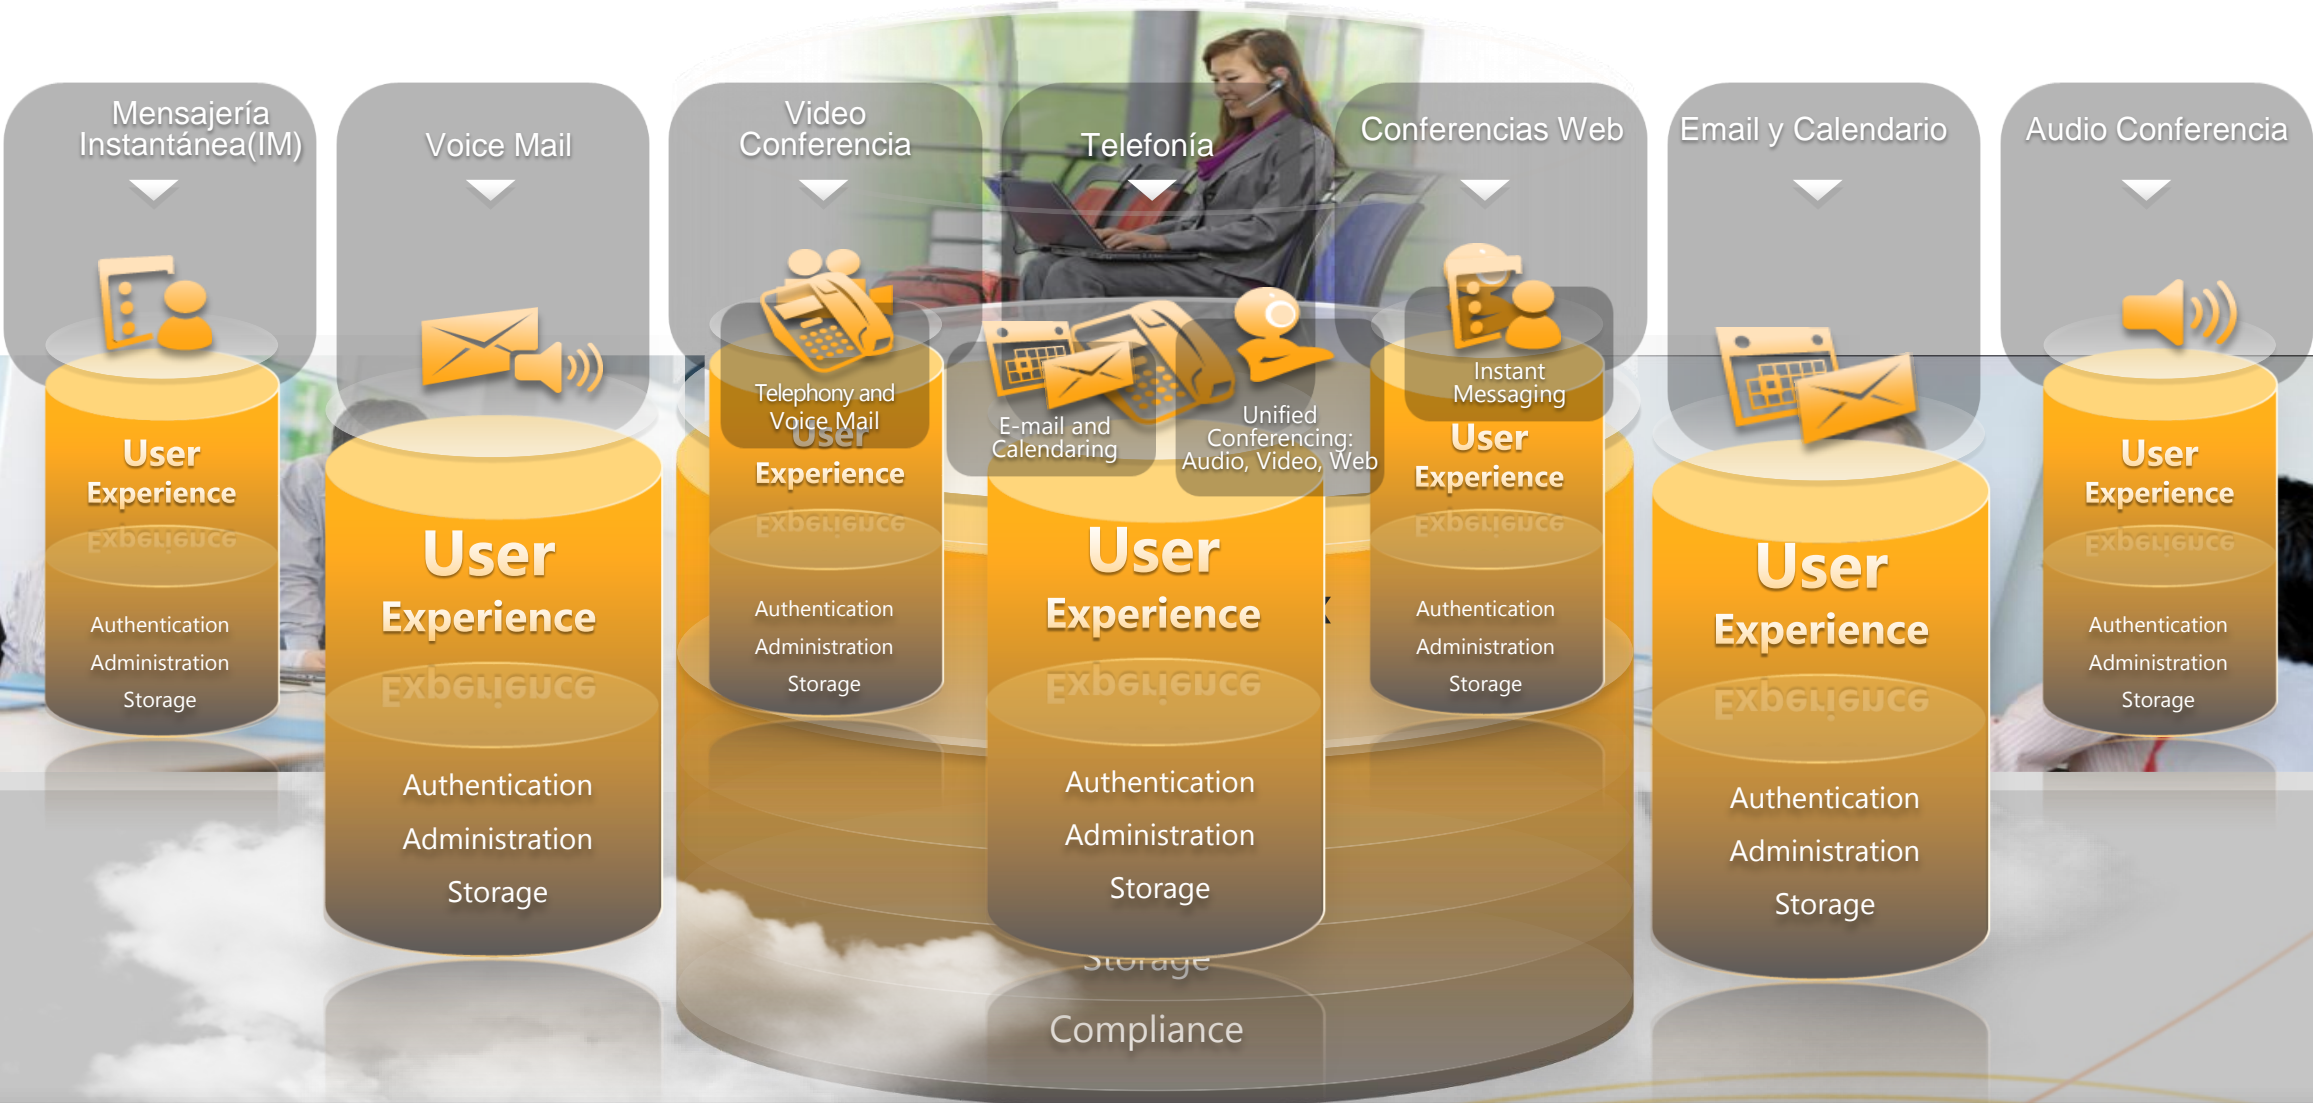 Mensajería
Instantánea(IM)
Voice Mail
Video
Conferencia
Telefonía
Conferencias Web
Email y Calendario
Audio Conferencia
Telephony and
Voice Mail
E-mail and
Calendaring
Unified
Conferencing:
Audio, Video, Web
Instant
Messaging
User
Experience
Authentication
Administration
Storage
User
Experience
Authentication
Administration
Storage
User
Experience
Authentication
Administration
Storage
User
Experience
Authentication
Administration
Storage
User
Experience
Authentication
Administration
Storage
User
Experience
Authentication
Administration
Storage
User
Experience
Authentication
Administration
Storage
Storage
Compliance